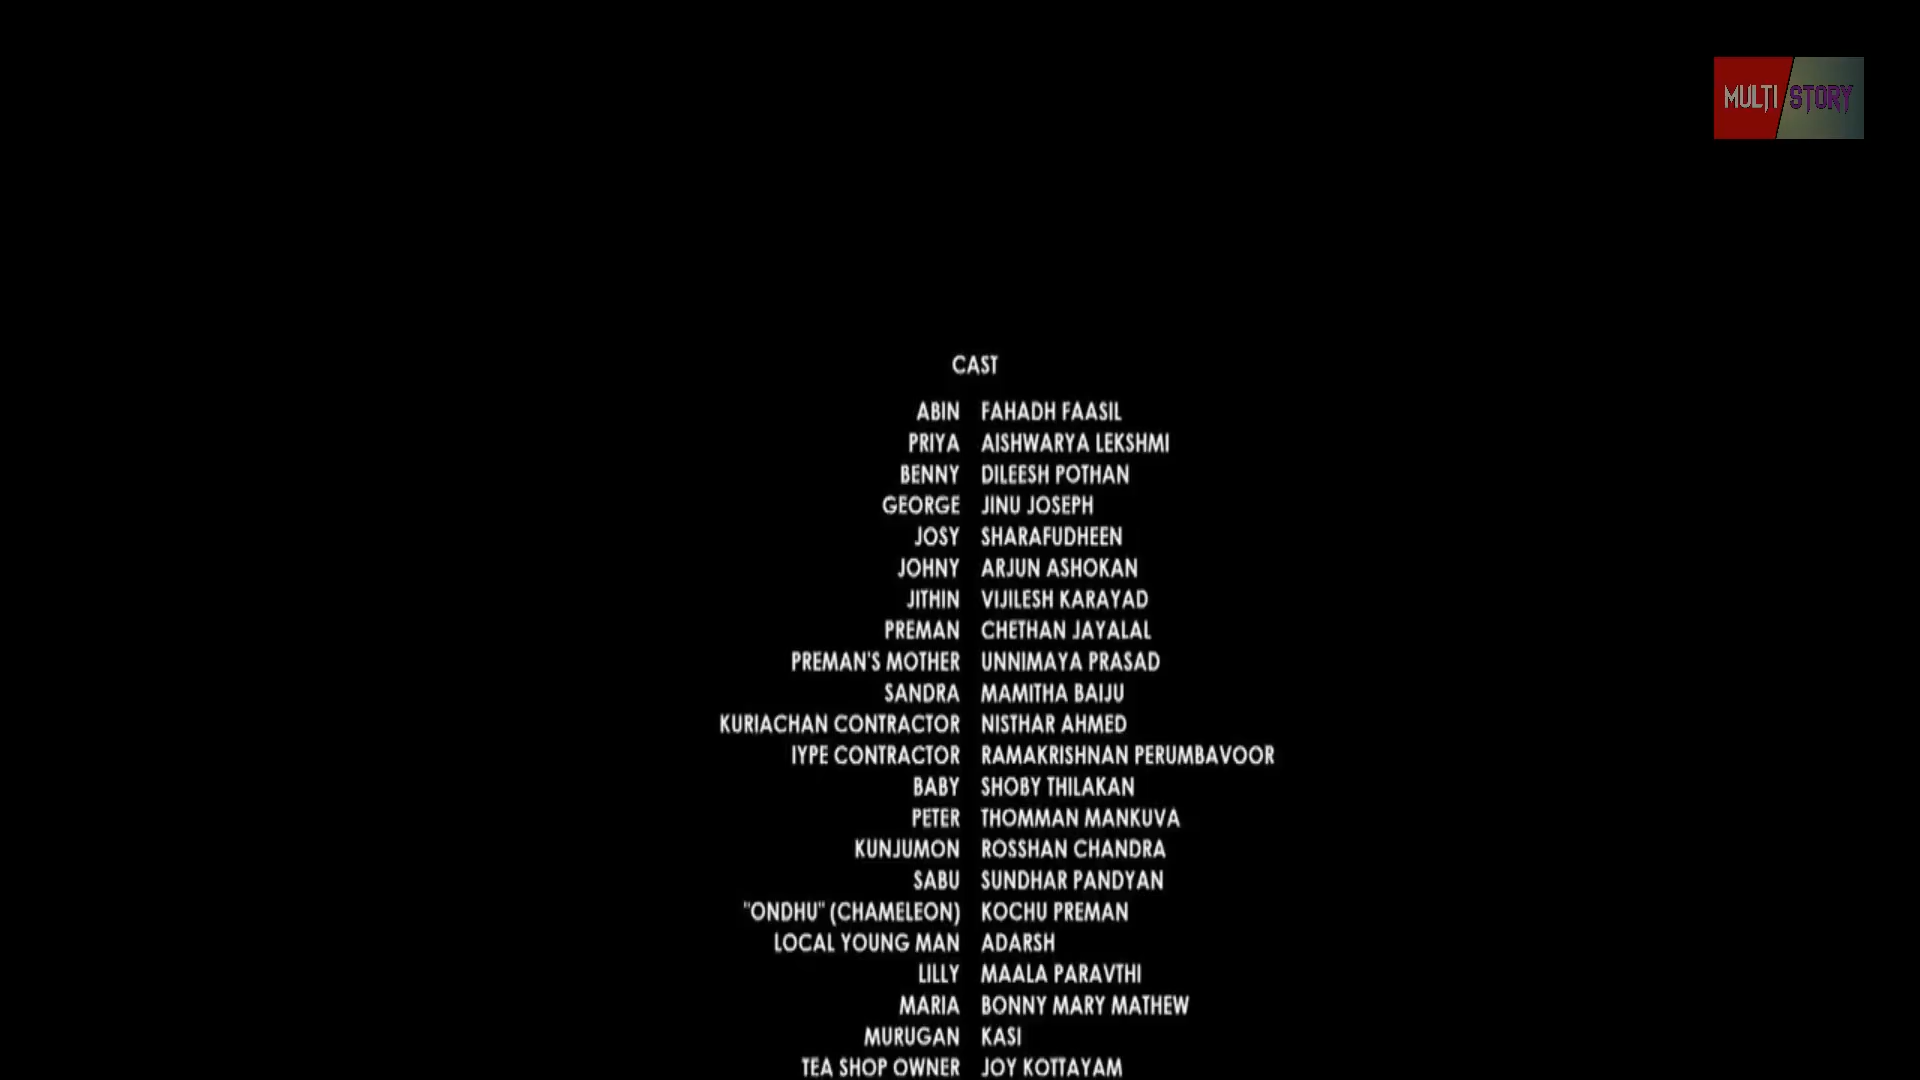 MULTI STORY
CAST
ABIN FAHADH FAASIL
PRIYA AISHWARYA LEKSHMI
BENNY DILEESH POTHAN
GEORGE JINU JOSEPH
JOSY SHARAFUDHEEN
JOHNY ARJUN ASHOKAN
JITHIN VIJILESH KARAYAD
PREMAN CHETHAN JAYALAL
PREMAN'S MOTHER UNNIMAYA PRASAD
SANDRA MAMITHA BAIJU
KURIACHAN CONTRACTOR NISTHAR AHMED
IYPE CONTRACTOR RAMAKRISHNAN PERUMBAVOOR
BABY SHOBY THILAKAN
PETER THOMMAN MANKUVA
KUNJUMON ROSSHAN CHANDRA
SABU SUNDHAR PANDYAN
"ONDHU" (CHAMELEON) KOCHU PREMAN
LOCAL YOUNG MAN ADARSH
LILLY MAALA PARAVTHI
MARIA BONNY MARY MATHEW
MURUGAN KASI
TEA SHOP OWNER JOY KOTTAYAM